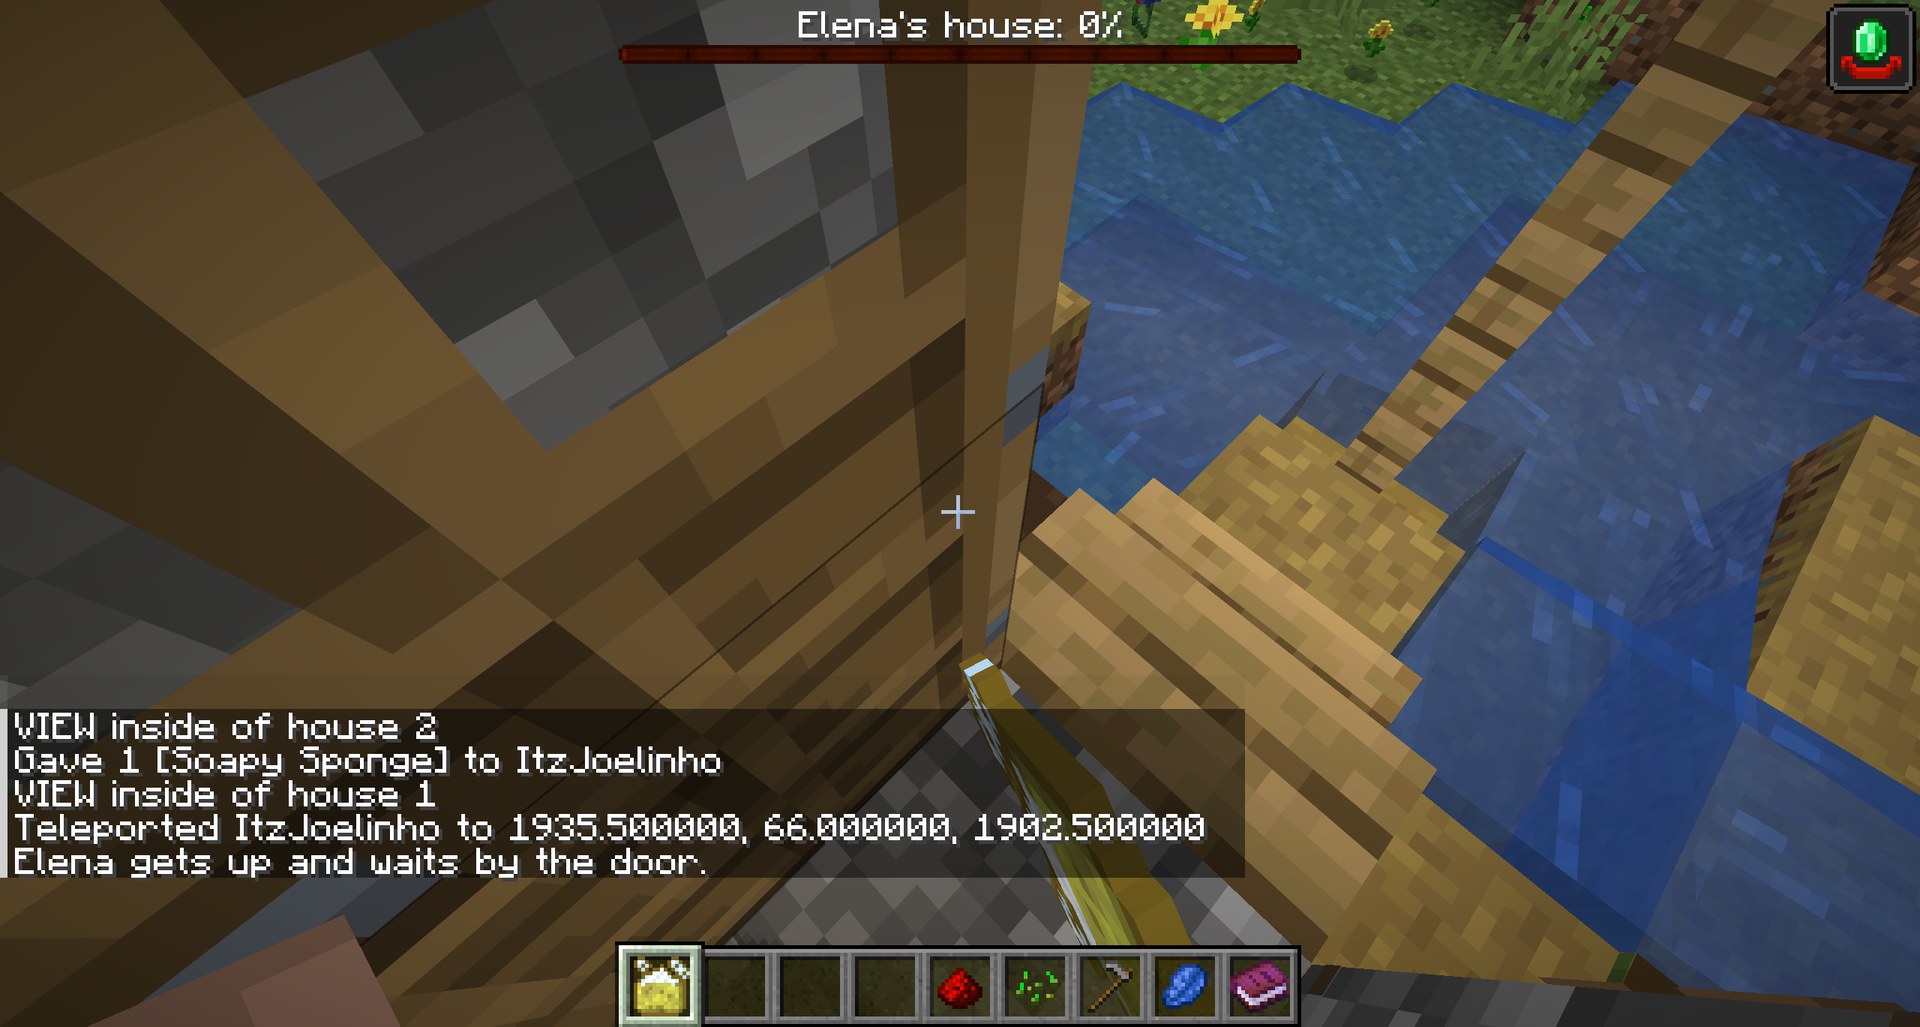 Elena's house: 0%
VIEW inside of house 2
Gave 1 [Soapy Sponge] to ItzJoelinho
VIEW inside of house 1
Teleported ItzJoelinho to 1935.500000, 66.000000, 1902.500000
Elena gets up and waits by the door.